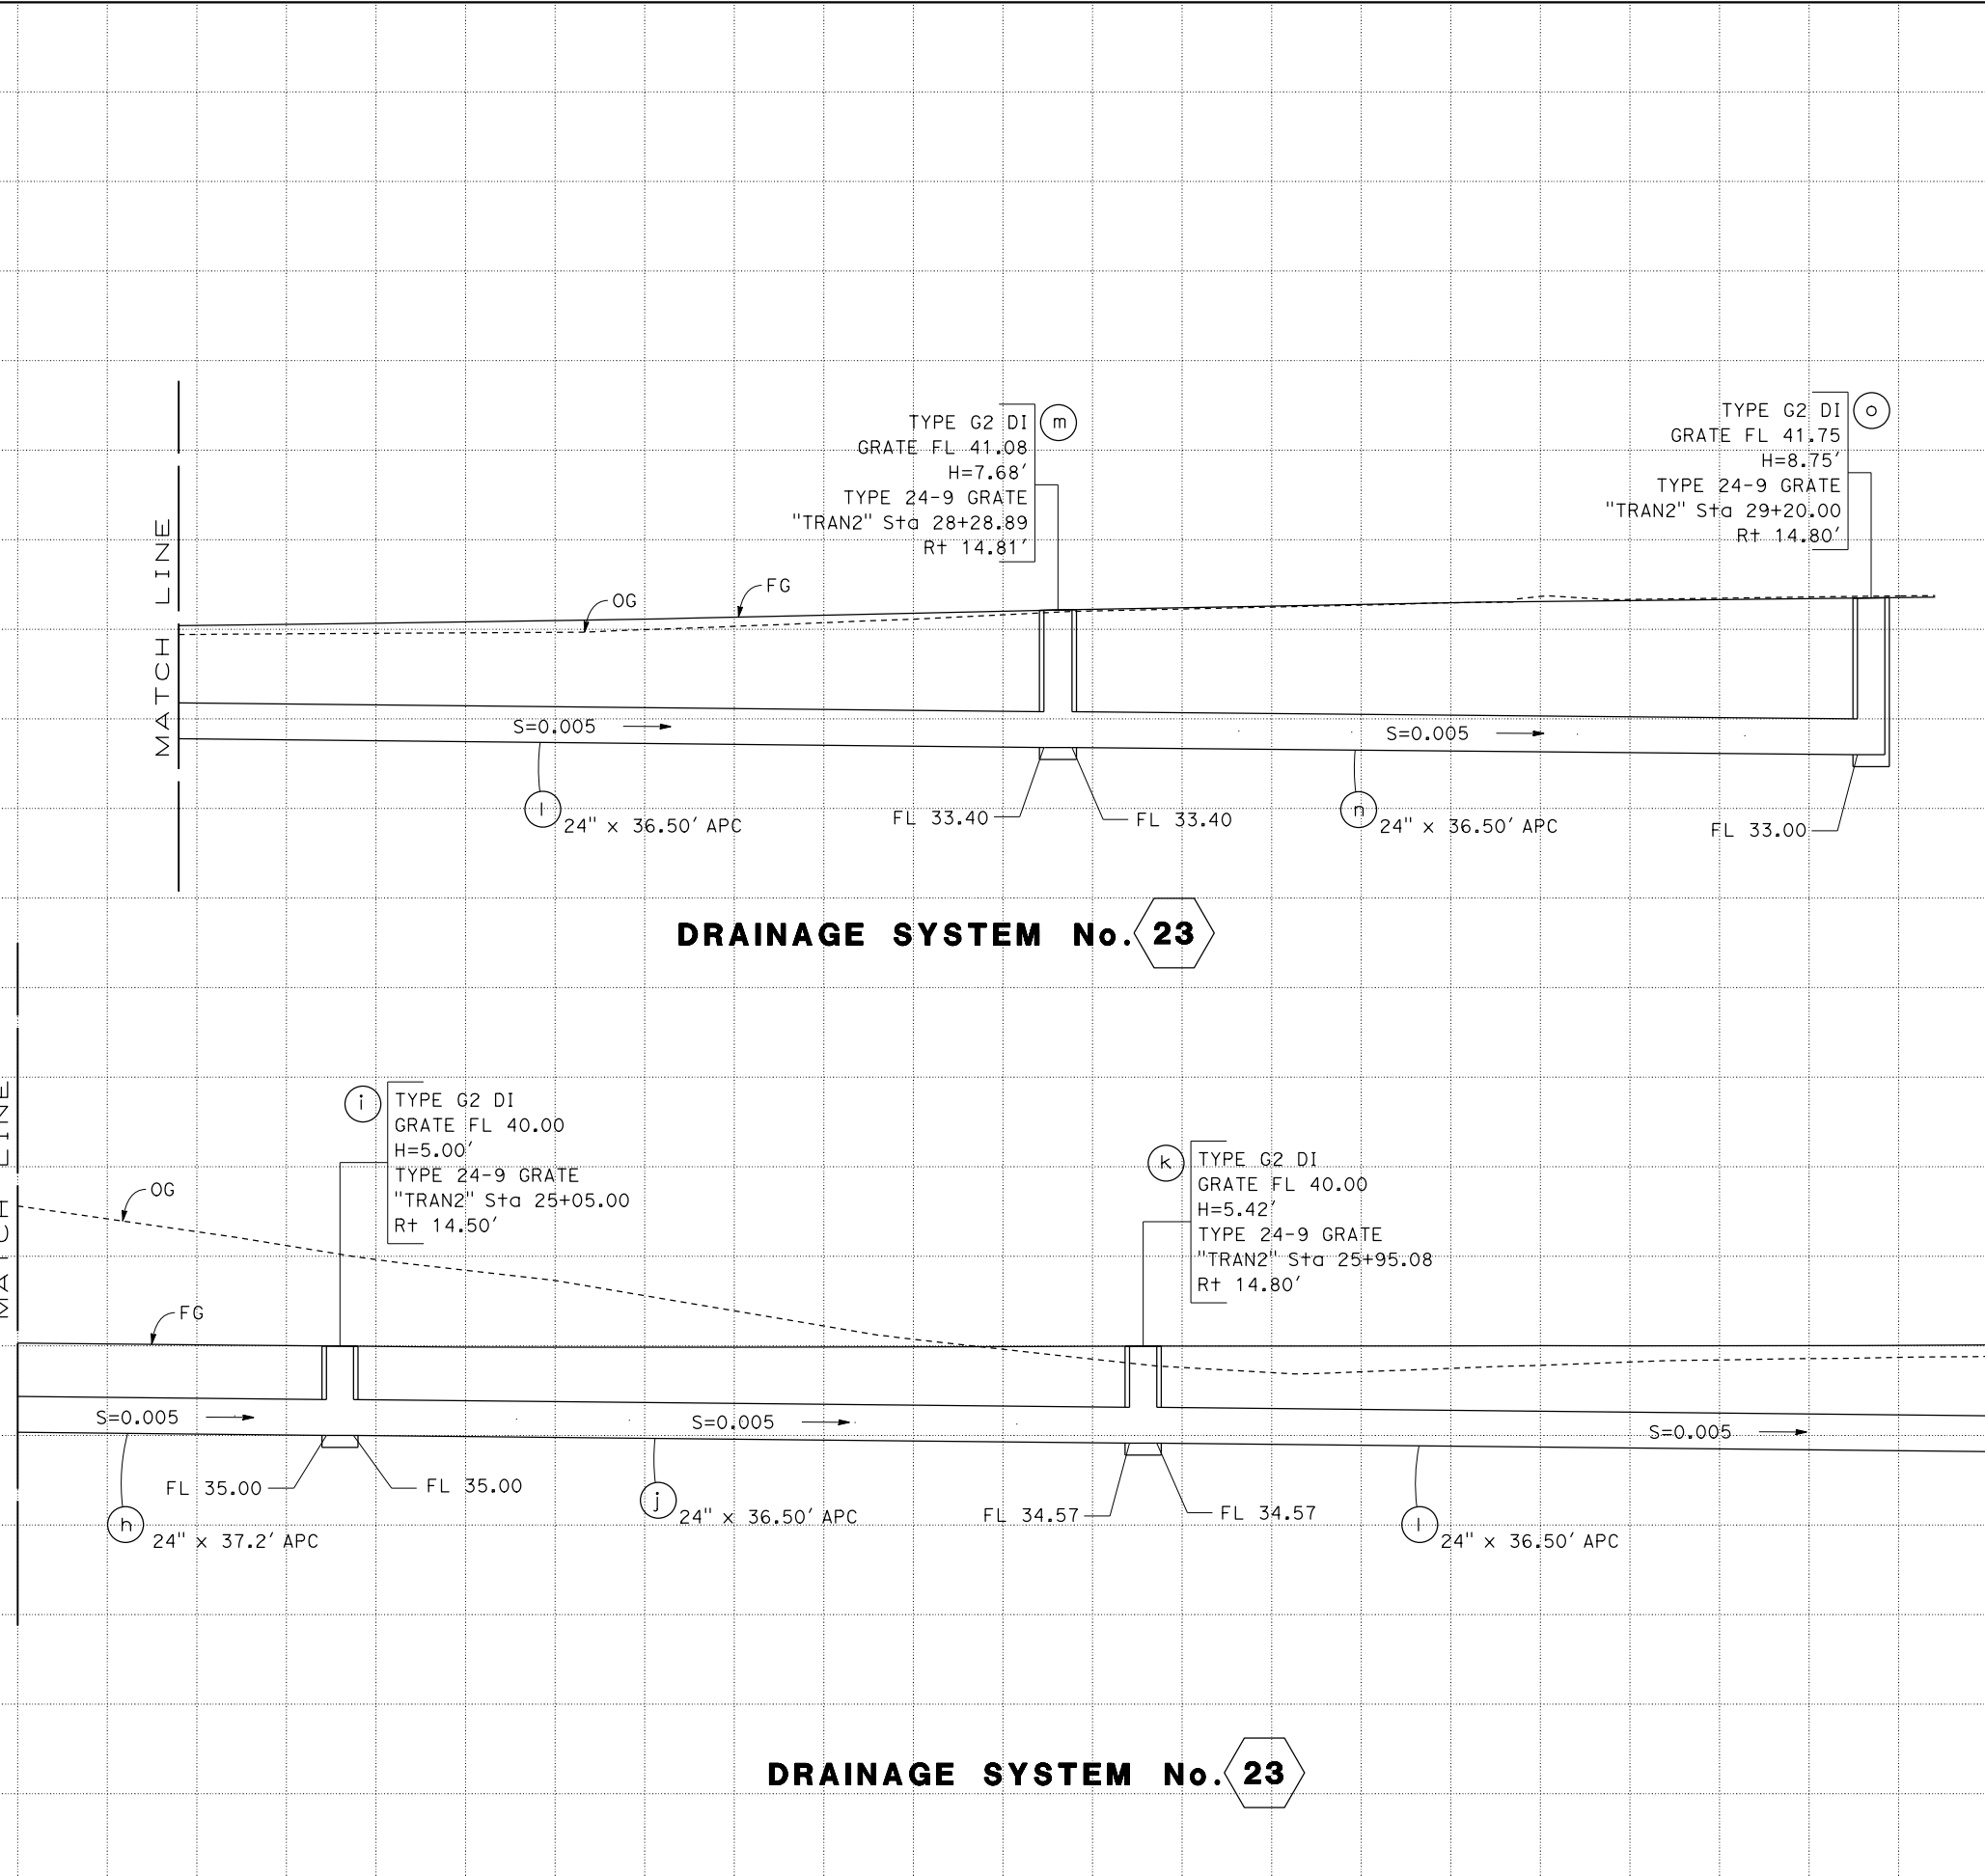 TYPE G2 DI
GRATE FL 41.08
H=7.68'
TYPE 24-9 GRATE
"TRAN2" Sta 28+28.89
Rt 14.81'
m
TYPE G2 DI
GRATE FL 41.75
H=8.75'
TYPE 24-9 GRATE
"TRAN2" Sta 29+20.00
Rt 14.80'
o
MATCH LINE
OG
FG
S=0.005
S=0.005
l
24" x 36.50' APC
FL 33.40
FL 33.40
n
24" x 36.50' APC
FL 33.00
DRAINAGE SYSTEM No. 23
MATCH LINE
i
TYPE G2 DI
GRATE FL 40.00
H=5.00'
TYPE 24-9 GRATE
"TRAN2" Sta 25+05.00
Rt 14.50'
k
TYPE G2 DI
GRATE FL 40.00
H=5.42'
TYPE 24-9 GRATE
"TRAN2" Sta 25+95.08
Rt 14.80'
OG
FG
S=0.005
S=0.005
S=0.005
FL 35.00
FL 35.00
h
24" x 37.2' APC
j
24" x 36.50' APC
FL 34.57
FL 34.57
l
24" x 36.50' APC
DRAINAGE SYSTEM No. 23